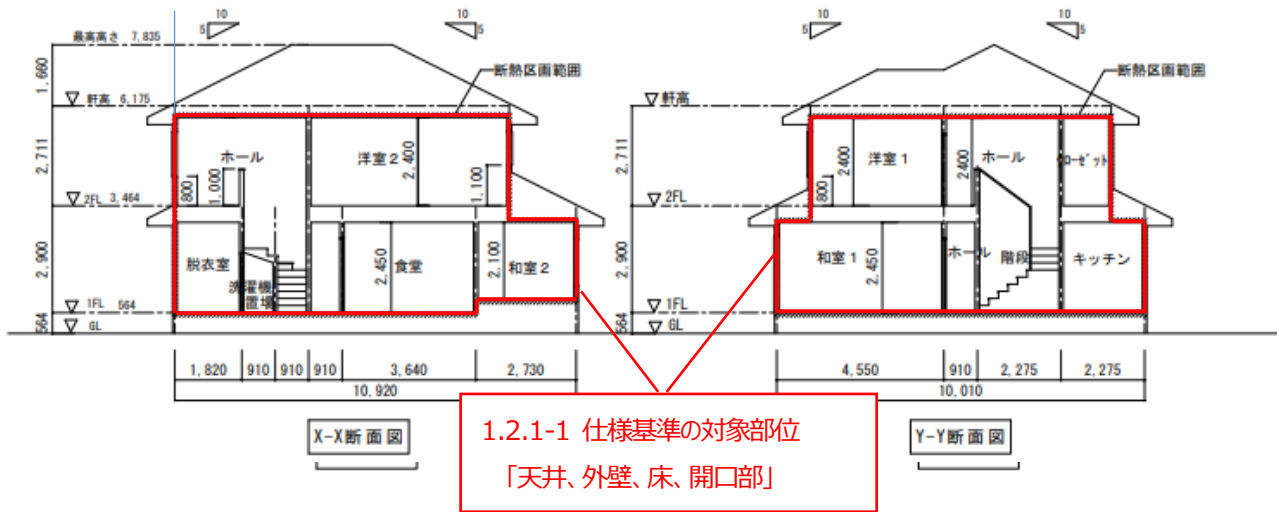 10
5
10
5
10
5
10
5
最高高さ 7,835
断熱区画範囲
断熱区画範囲
1,660
軒高 6,175
軒高
ホール
洋室2
2,400
洋室1
2400
2400
ホール
クローゼット
2,711
800
1,000
1,100
800
2,711
2FL 3,464
2FL
2,900
脱衣室
洗濯機
置場
2,450
食堂
2,100
和室2
和室1
2,450
ホール
階段
キッチン
2,900
1FL 564
1FL
564
GL
564
GL
1,820
910
910
910
3,640
2,730
10,920
4,550
910
2,275
2,275
10,010
X-X断面図
Y-Y断面図
1.2.1-1 仕様基準の対象部位
「天井、外壁、床、開口部」